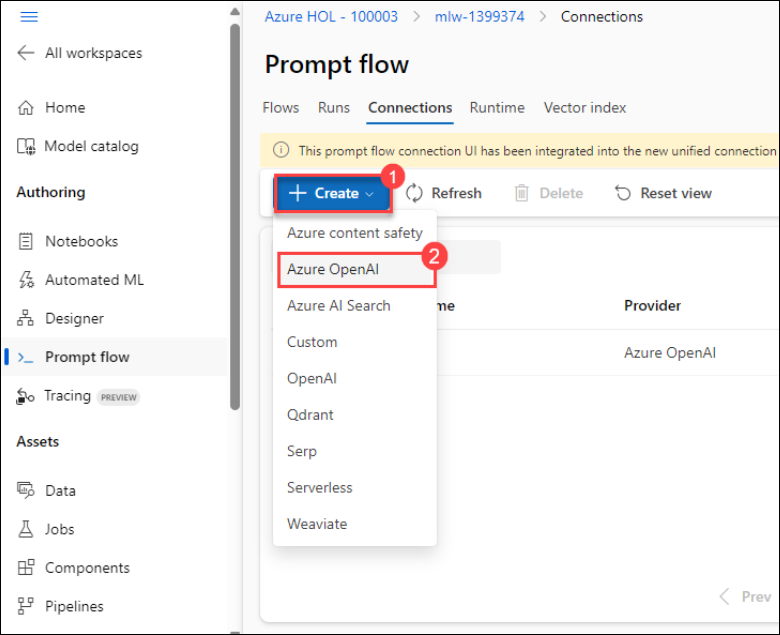 Azure HOL - 100003 > mlw-1399374 > Connections
All workspaces
Home
Model catalog
Authoring
Notebooks
Automated ML
Designer
Prompt flow
Tracing PREVIEW
Assets
Data
Jobs
Components
Pipelines
Prompt flow
Flows Runs Connections Runtime Vector index
This prompt flow connection UI has been integrated into the new unified connection
1
+ Create Refresh Delete Reset view
Azure content safety
2
Azure OpenAI
Azure AI Search
Custom
OpenAI
Qdrant
Serp
Serverless
Weaviate
me Provider
Azure OpenAI
Prev